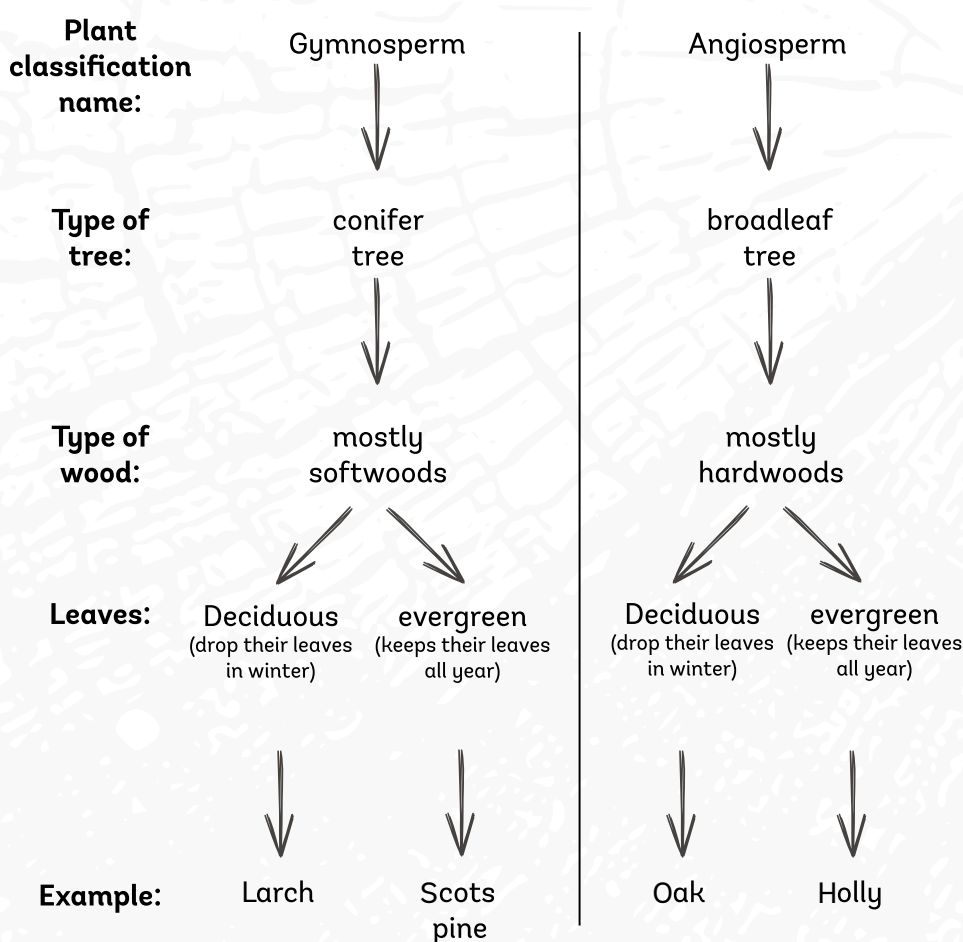 Plant
classification
name:
Gymnosperm
Angiosperm
Type of
tree:
conifer
tree
broadleaf
tree
Type of
wood:
mostly
softwoods
mostly
hardwoods
Leaves:
Deciduous
(drop their leaves
in winter)
evergreen
(keeps their leaves
all year)
Deciduous
(drop their leaves
in winter)
evergreen
(keeps their leaves
all year)
Example:
Larch
Scots
pine
Oak
Holly